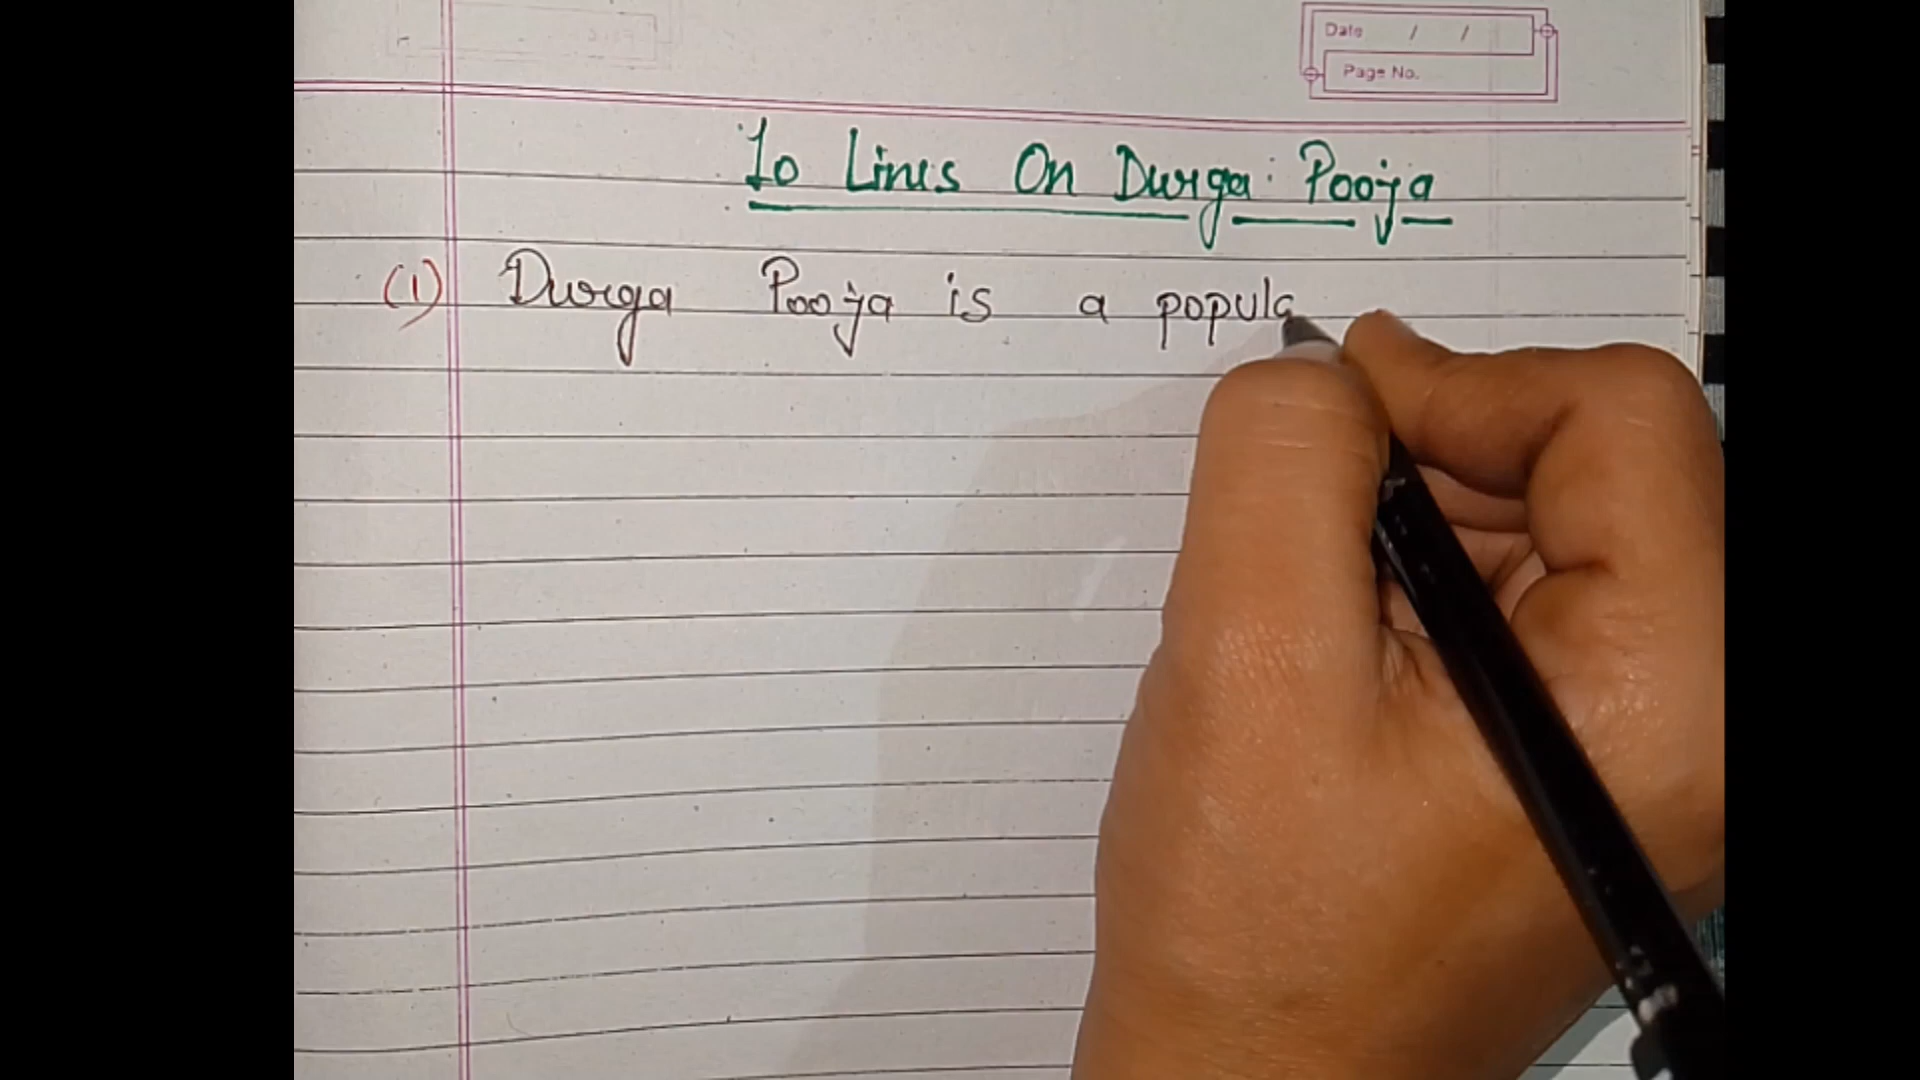 Date / /
Page No.
10 Lines On Durga Pooja
(1) Durga Pooja is a popula